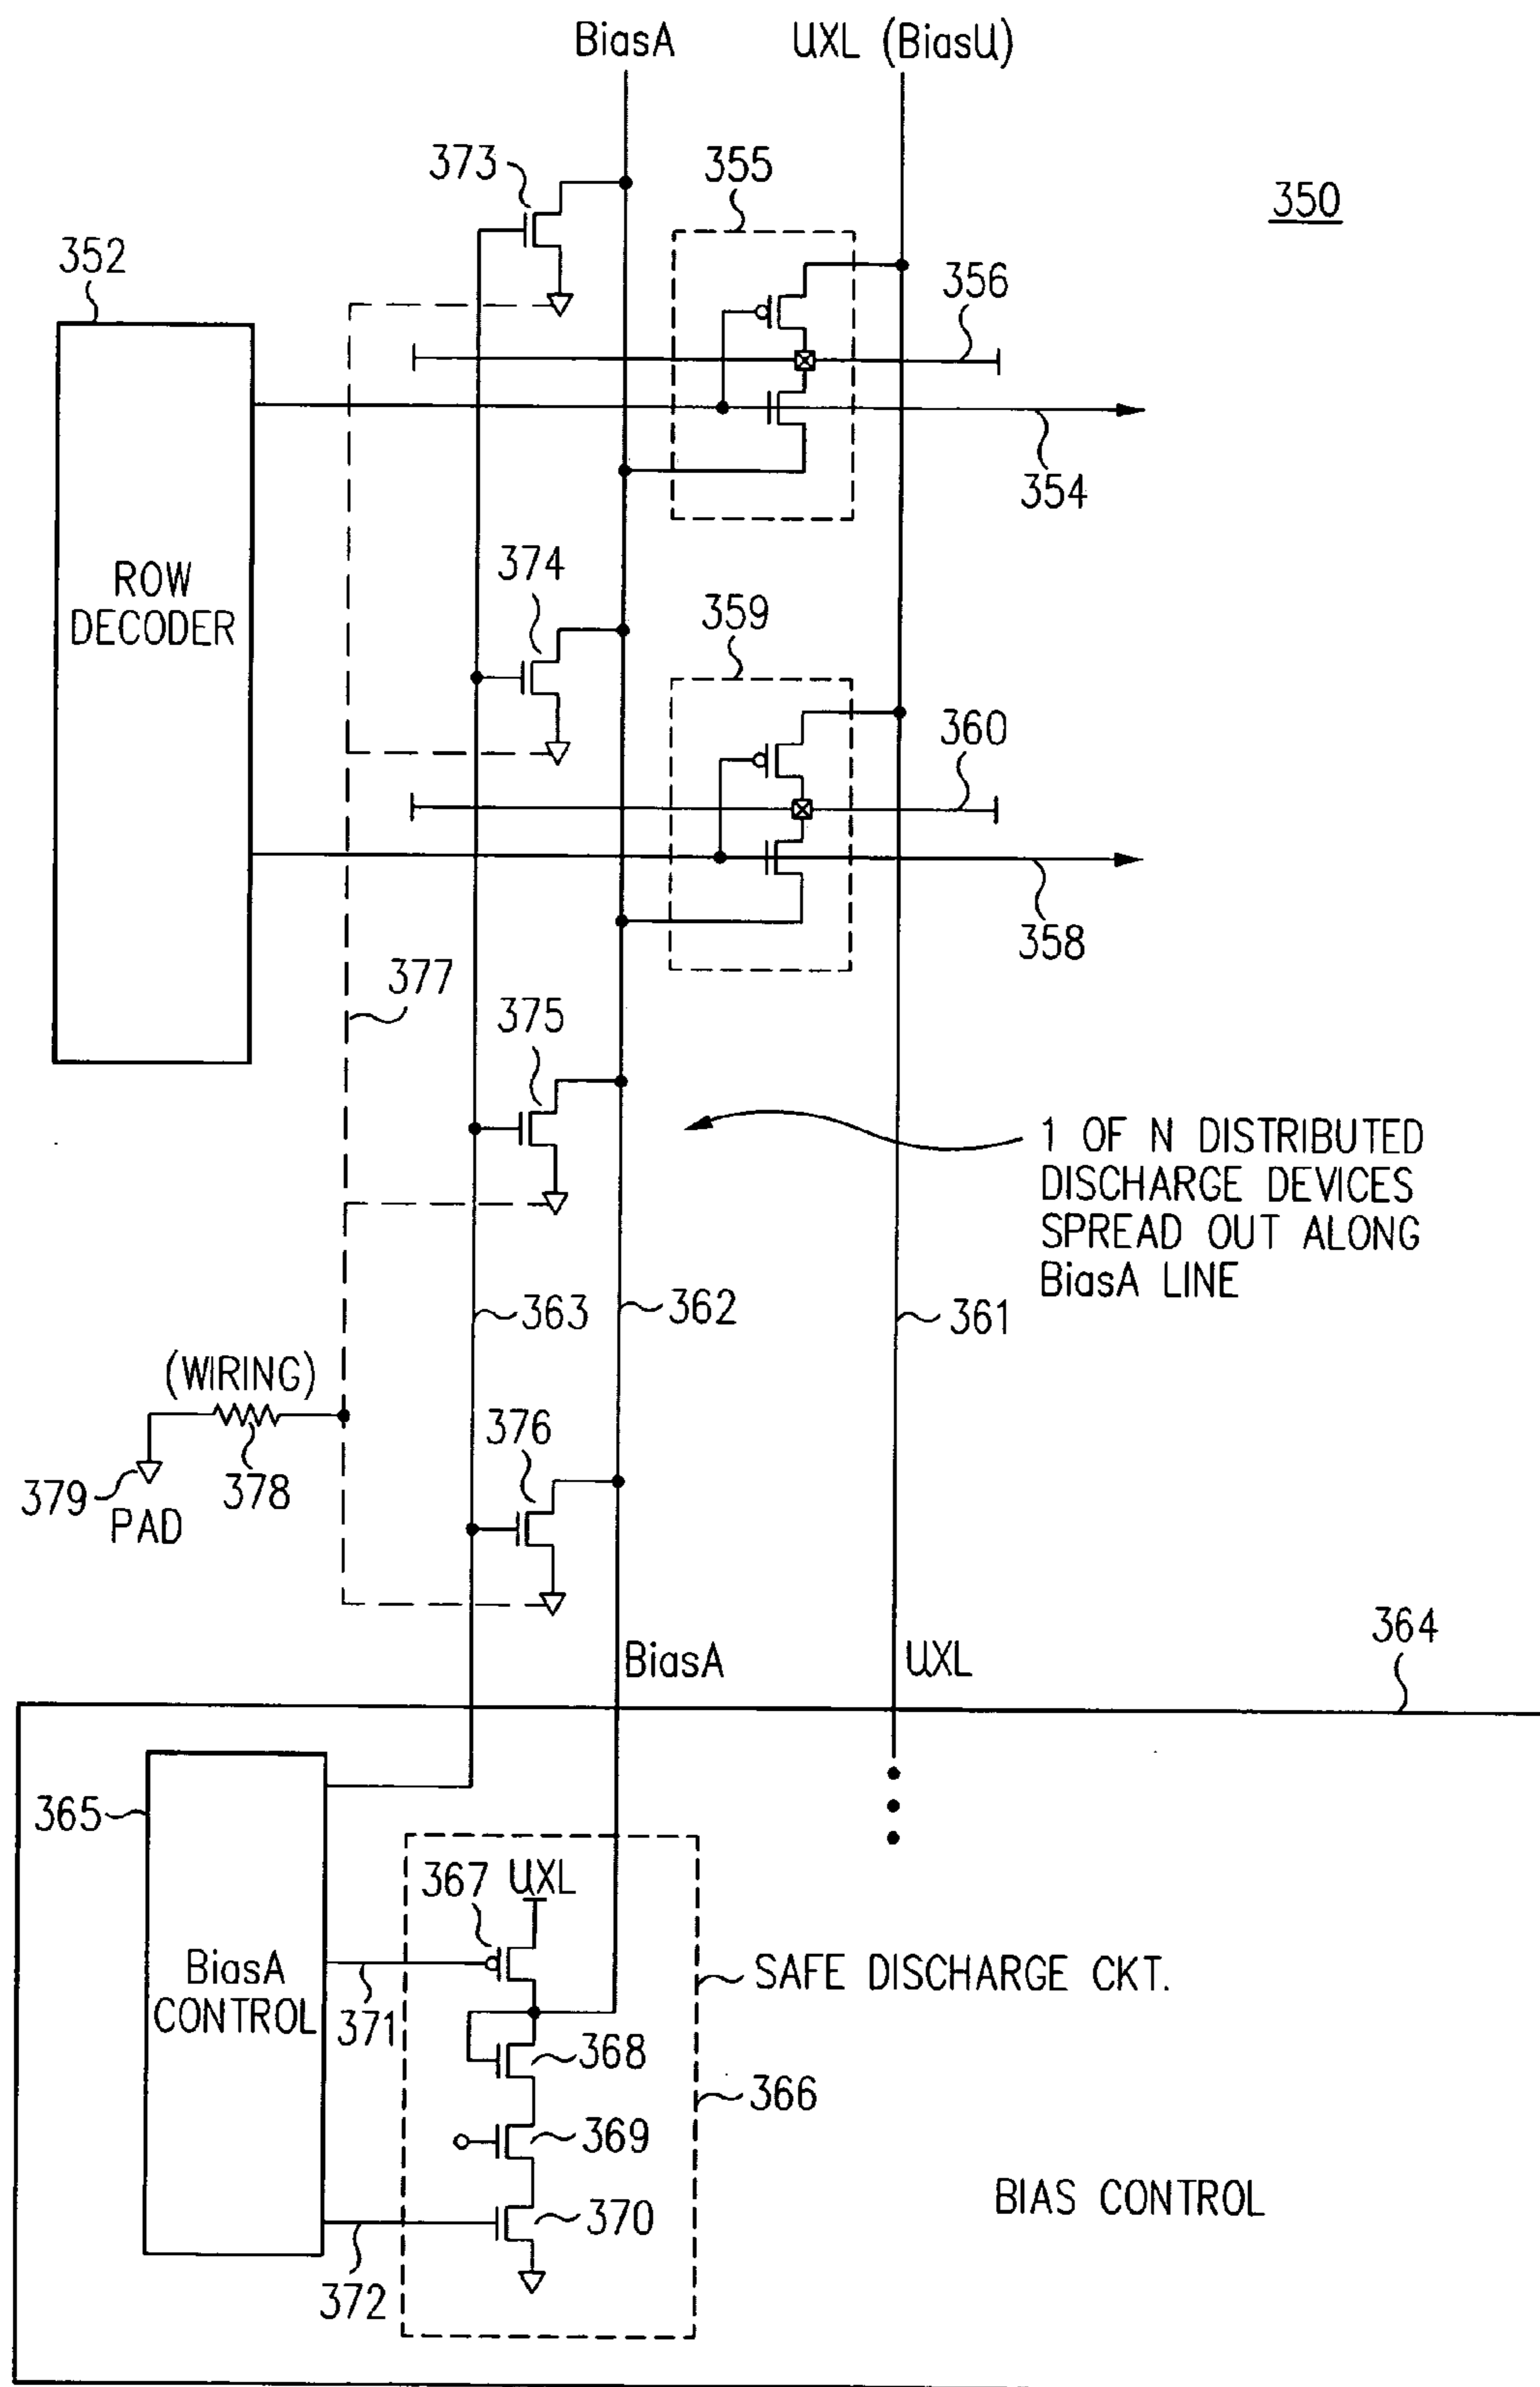 BiasA
UXL (BiasU)
373
355
350
352
356
354
ROW
DECODER
374
359
360
358
377
375
1 OF N DISTRIBUTED
DISCHARGE DEVICES
SPREAD OUT ALONG
BiasA LINE
363
362
361
(WIRING)
376
379
378
PAD
BiasA
UXL
364
365
367
UXL
BiasA
CONTROL
371
SAFE DISCHARGE CKT.
368
366
369
370
BIAS CONTROL
372